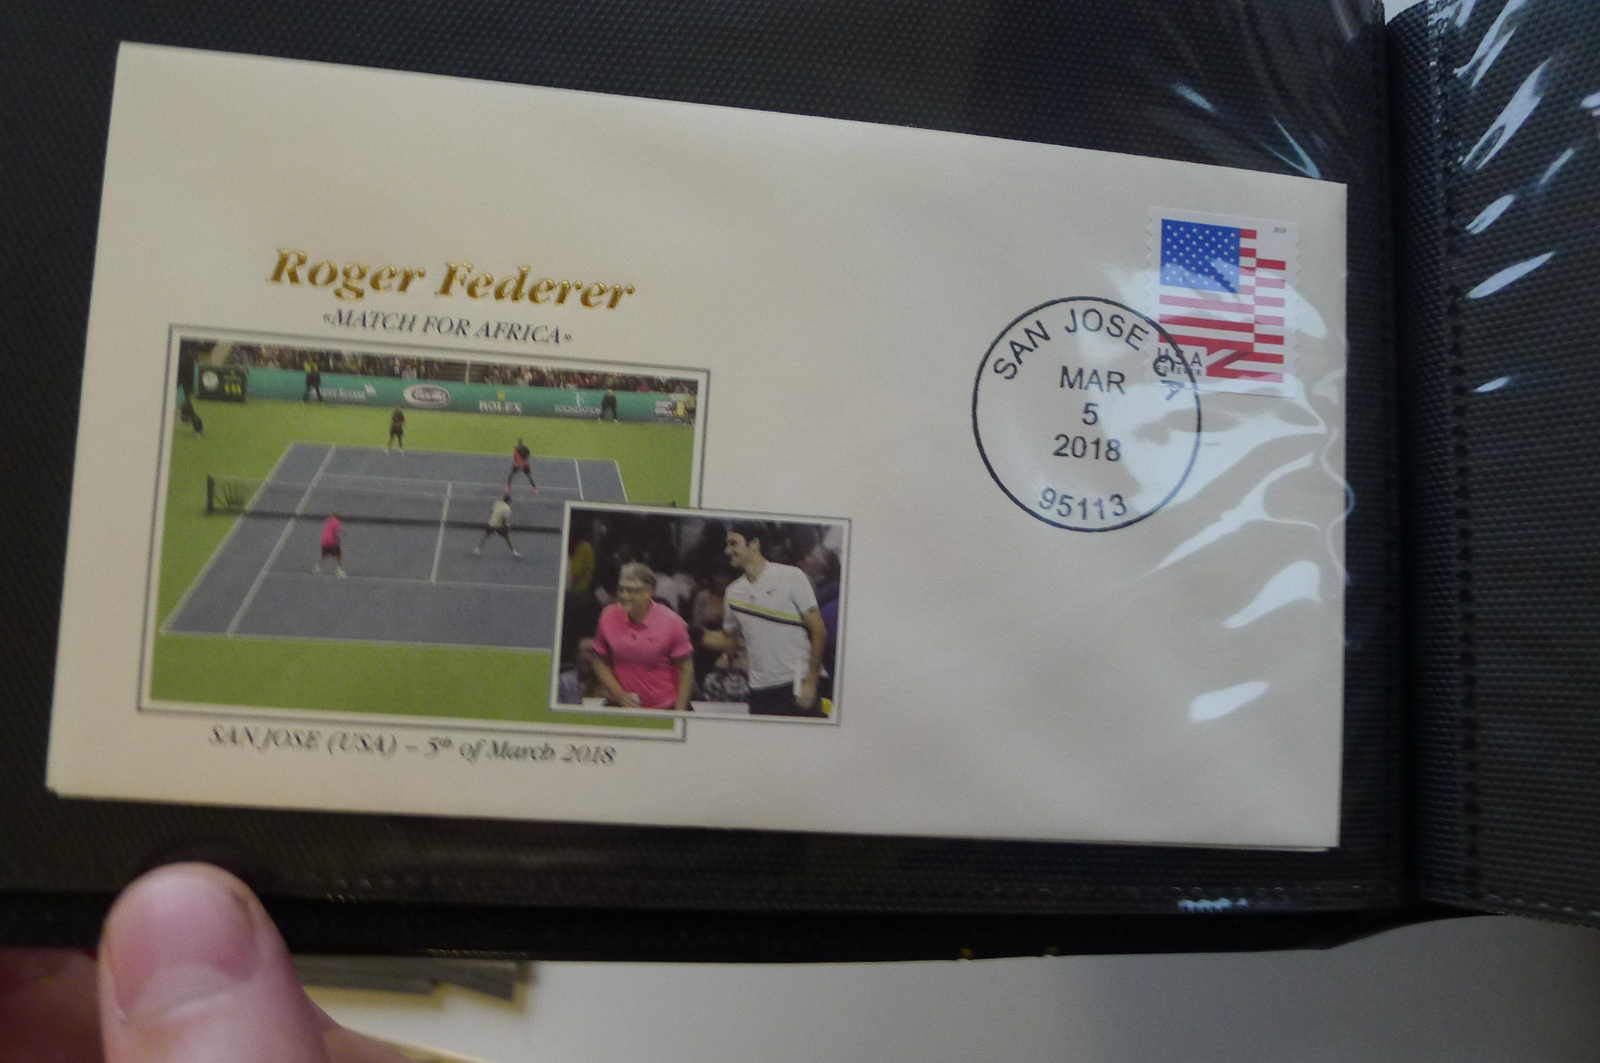 Roger Federer
«MATCH FOR AFRICA»
ROLEX
SAN JOSE (USA) – 5th of March 2018
SAN JOSE CA
MAR
5
2018
95113
USA
FOREVER